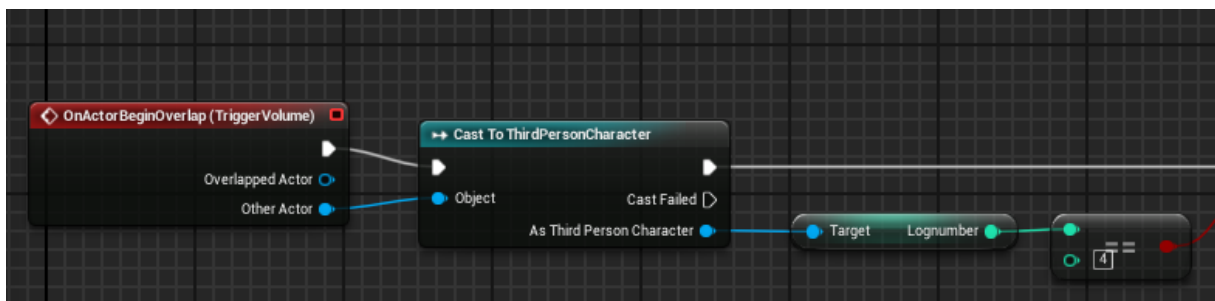 OnActorBeginOverlap (TriggerVolume)
Overlapped Actor
Other Actor
Cast To ThirdPersonCharacter
Object
Cast Failed
As Third Person Character
Target Lognumber
==
4